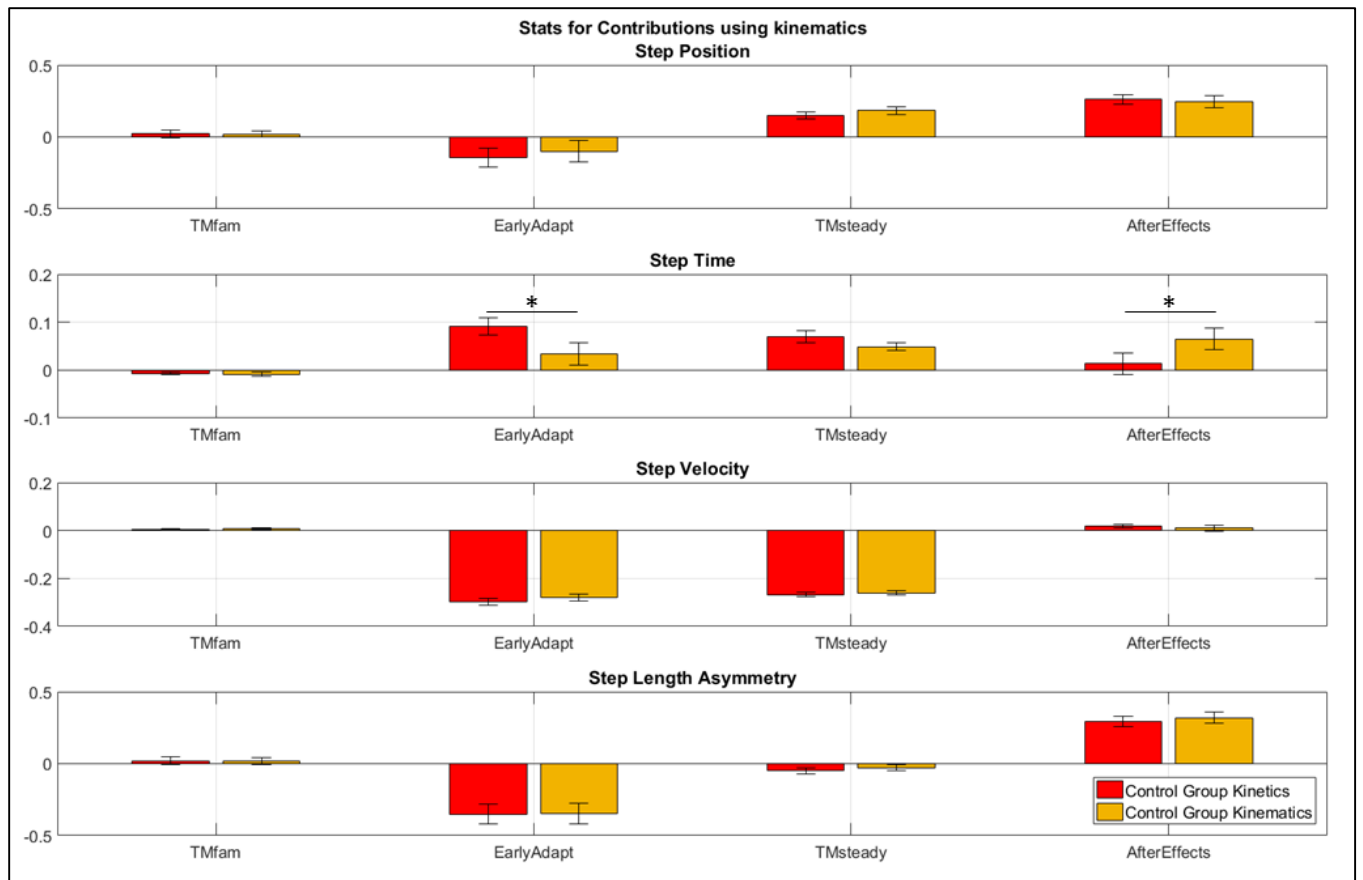 Stats for Contributions using kinematics
Step Position
0.5
0
-0.5
TMfam EarlyAdapt TMsteady AfterEffects
Step Time
0.2
* *
0.1
0
-0.1
TMfam EarlyAdapt TMsteady AfterEffects
Step Velocity
0.2
0
-0.2
-0.4
TMfam EarlyAdapt TMsteady AfterEffects
Step Length Asymmetry
0.5
0
Control Group Kinetics
Control Group Kinematics
-0.5
TMfam EarlyAdapt TMsteady AfterEffects